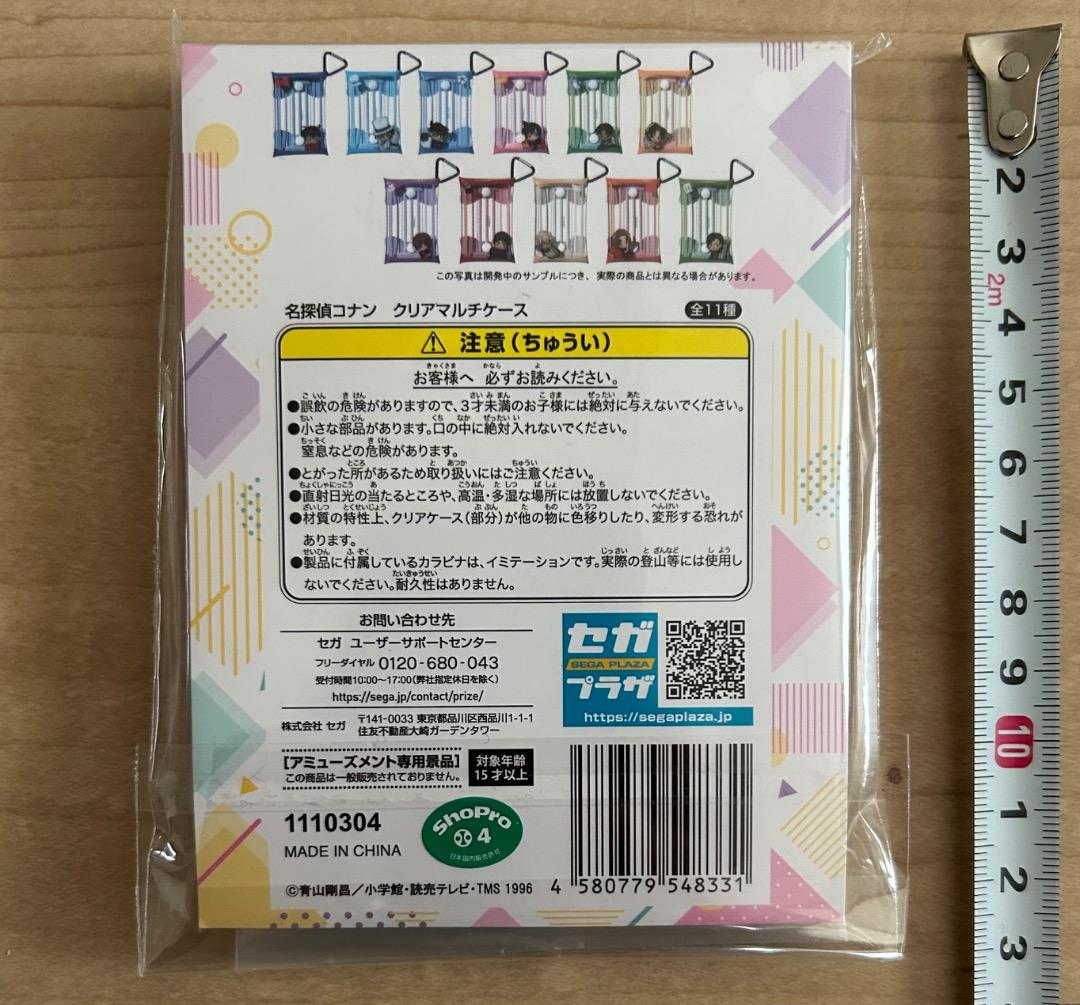 この写真は開発中のサンプルにつき、実際の商品とは異なる場合があります。
名探偵コナン クリアマルチケース 全11種
⚠ 注意(ちゅうい)
お客様へ 必ずお読みください。
●誤飲の危険がありますので、3才未満のお子様には絶対に与えないでください。
●小さな部品があります。口の中に絶対入れないでください。
窒息などの危険があります。
●とがった所があるため取り扱いにはご注意ください。
●直射日光の当たるところや、高温・多湿な場所には放置しないでください。
●材質の特性上、クリアケース(部分)が他の物に色移りしたり、変形する恐れが
あります。
●製品に付属しているカラビナは、イミテーションです。実際の登山等には使用し
ないでください。耐久性はありません。
お問い合わせ先
セガ ユーザーサポートセンター
フリーダイヤル 0120-680-043
受付時間10:00~17:00(弊社指定休日を除く)
https://sega.jp/contact/prize/
株式会社 セガ 〒141-0033 東京都品川区西品川1-1-1
住友不動産大崎ガーデンタワー
セガ
SEGA PLAZA
プラザ
https://segaplaza.jp
[アミューズメント専用景品]
この商品は一般販売されておりません。
対象年齢
15才以上
1110304
MADE IN CHINA
ShoPro
4
日本国内販売許可
©青山剛昌/小学館・読売テレビ・TMS 1996
4 580779 548331
2
3
2m
4
5
6
7
8
9
10
1
2
3